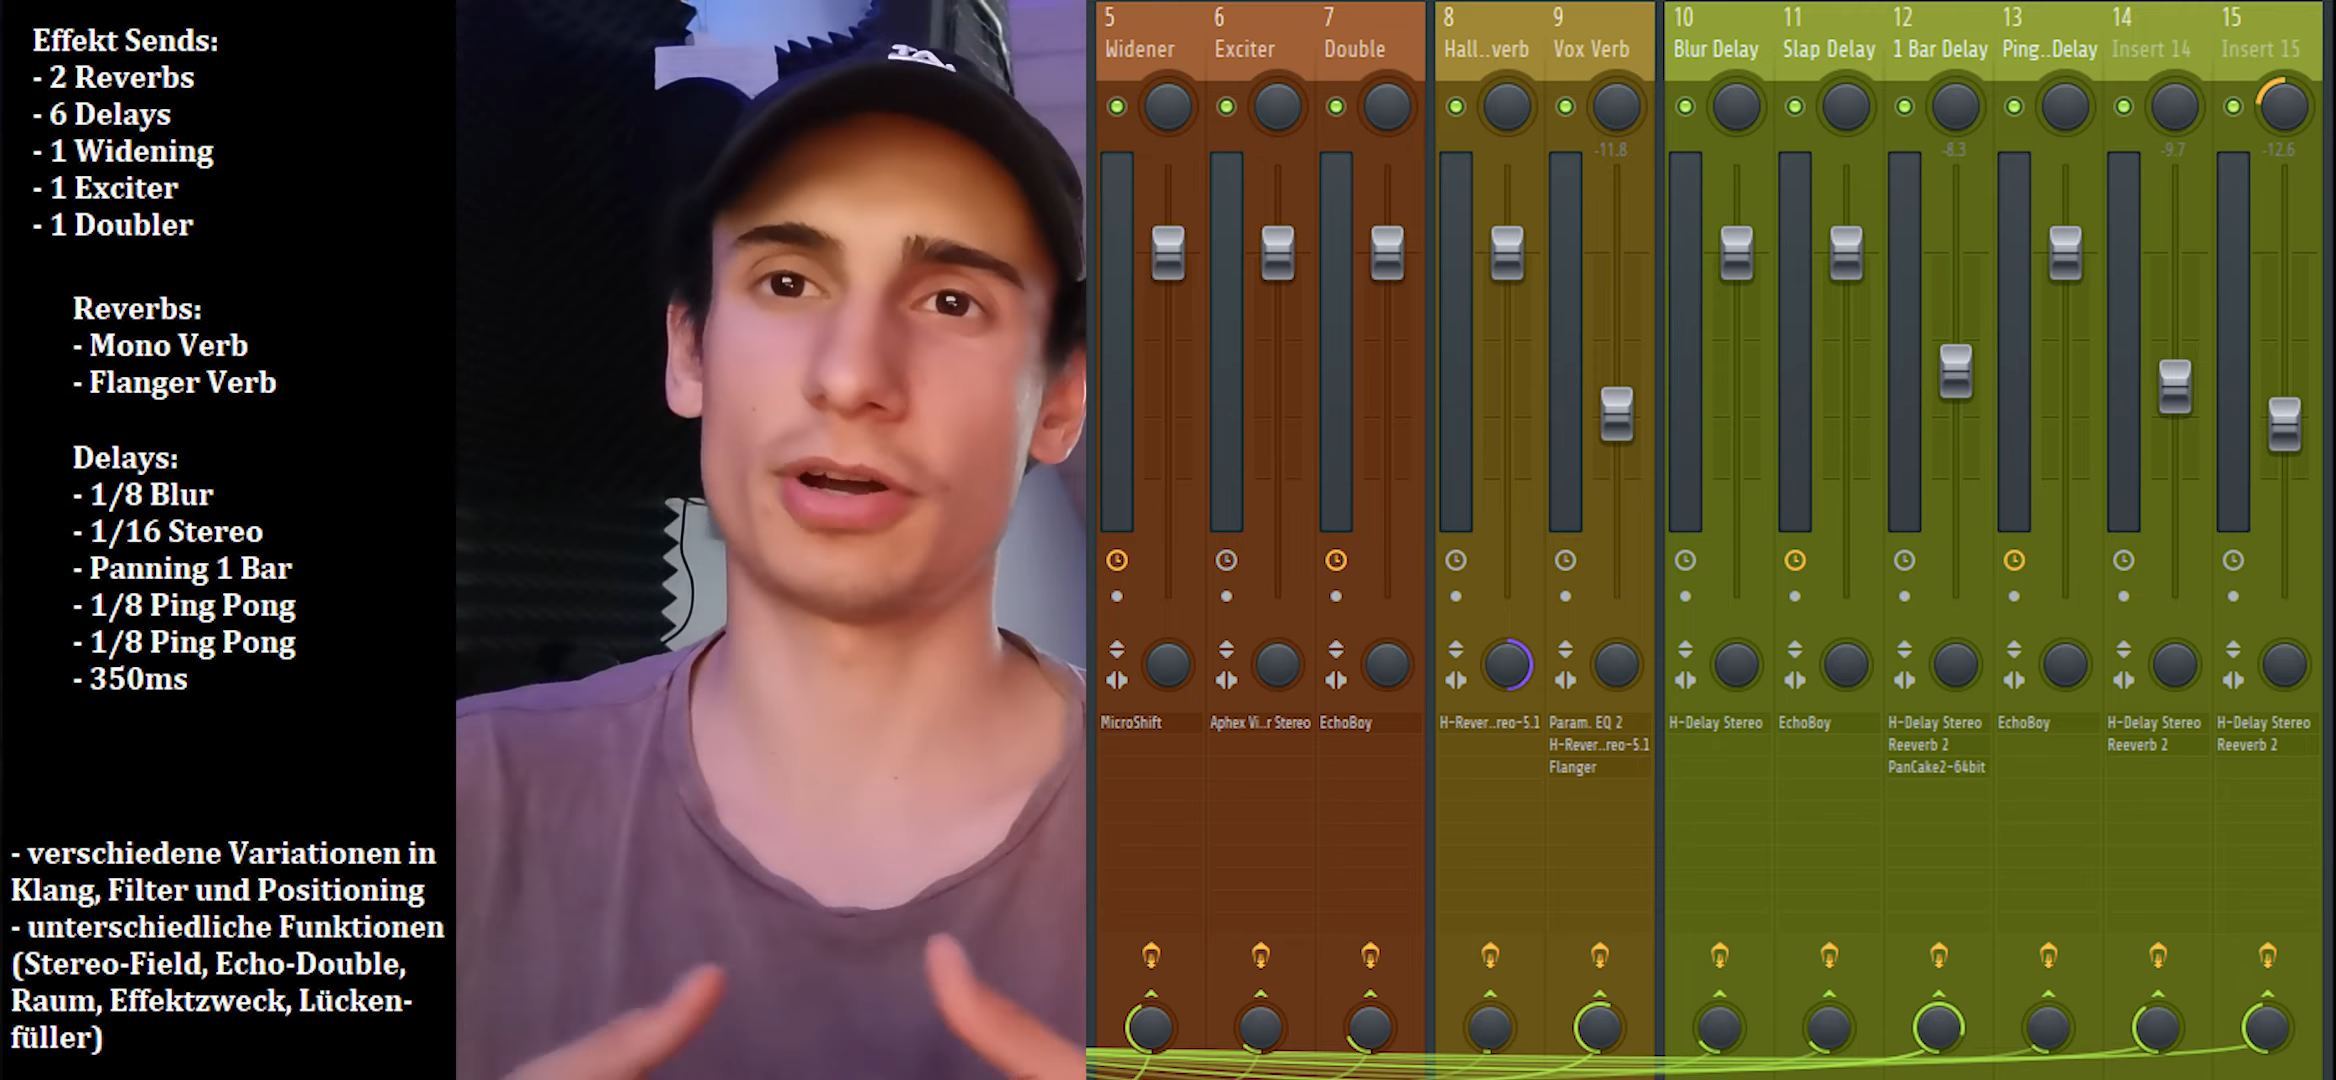 Effekt Sends:
- 2 Reverbs
- 6 Delays
- 1 Widening
- 1 Exciter
- 1 Doubler
Reverbs:
- Mono Verb
- Flanger Verb
Delays:
- 1/8 Blur
- 1/16 Stereo
- Panning 1 Bar
- 1/8 Ping Pong
- 1/8 Ping Pong
- 350ms
- verschiedene Variationen in
Klang, Filter und Positioning
- unterschiedliche Funktionen
(Stereo-Field, Echo-Double,
Raum, Effektzweck, Lücken-
füller)
LA
5 6 7 8 9 10 11 12 13 14 15
Widener Exciter Double Hall..verb Vox Verb Blur Delay Slap Delay 1 Bar Delay Ping..Delay Insert 14 Insert 15
-11.8 -8.3 -9.7 -12.6
MicroShift Aphex Vi..r Stereo EchoBoy H-Rever..reo-5.1 Param. EQ 2 H-Delay Stereo EchoBoy H-Delay Stereo EchoBoy H-Delay Stereo H-Delay Stereo
H-Rever..reo-5.1 Reeverb 2 Reeverb 2 Reeverb 2
Flanger PanCake2-64bit